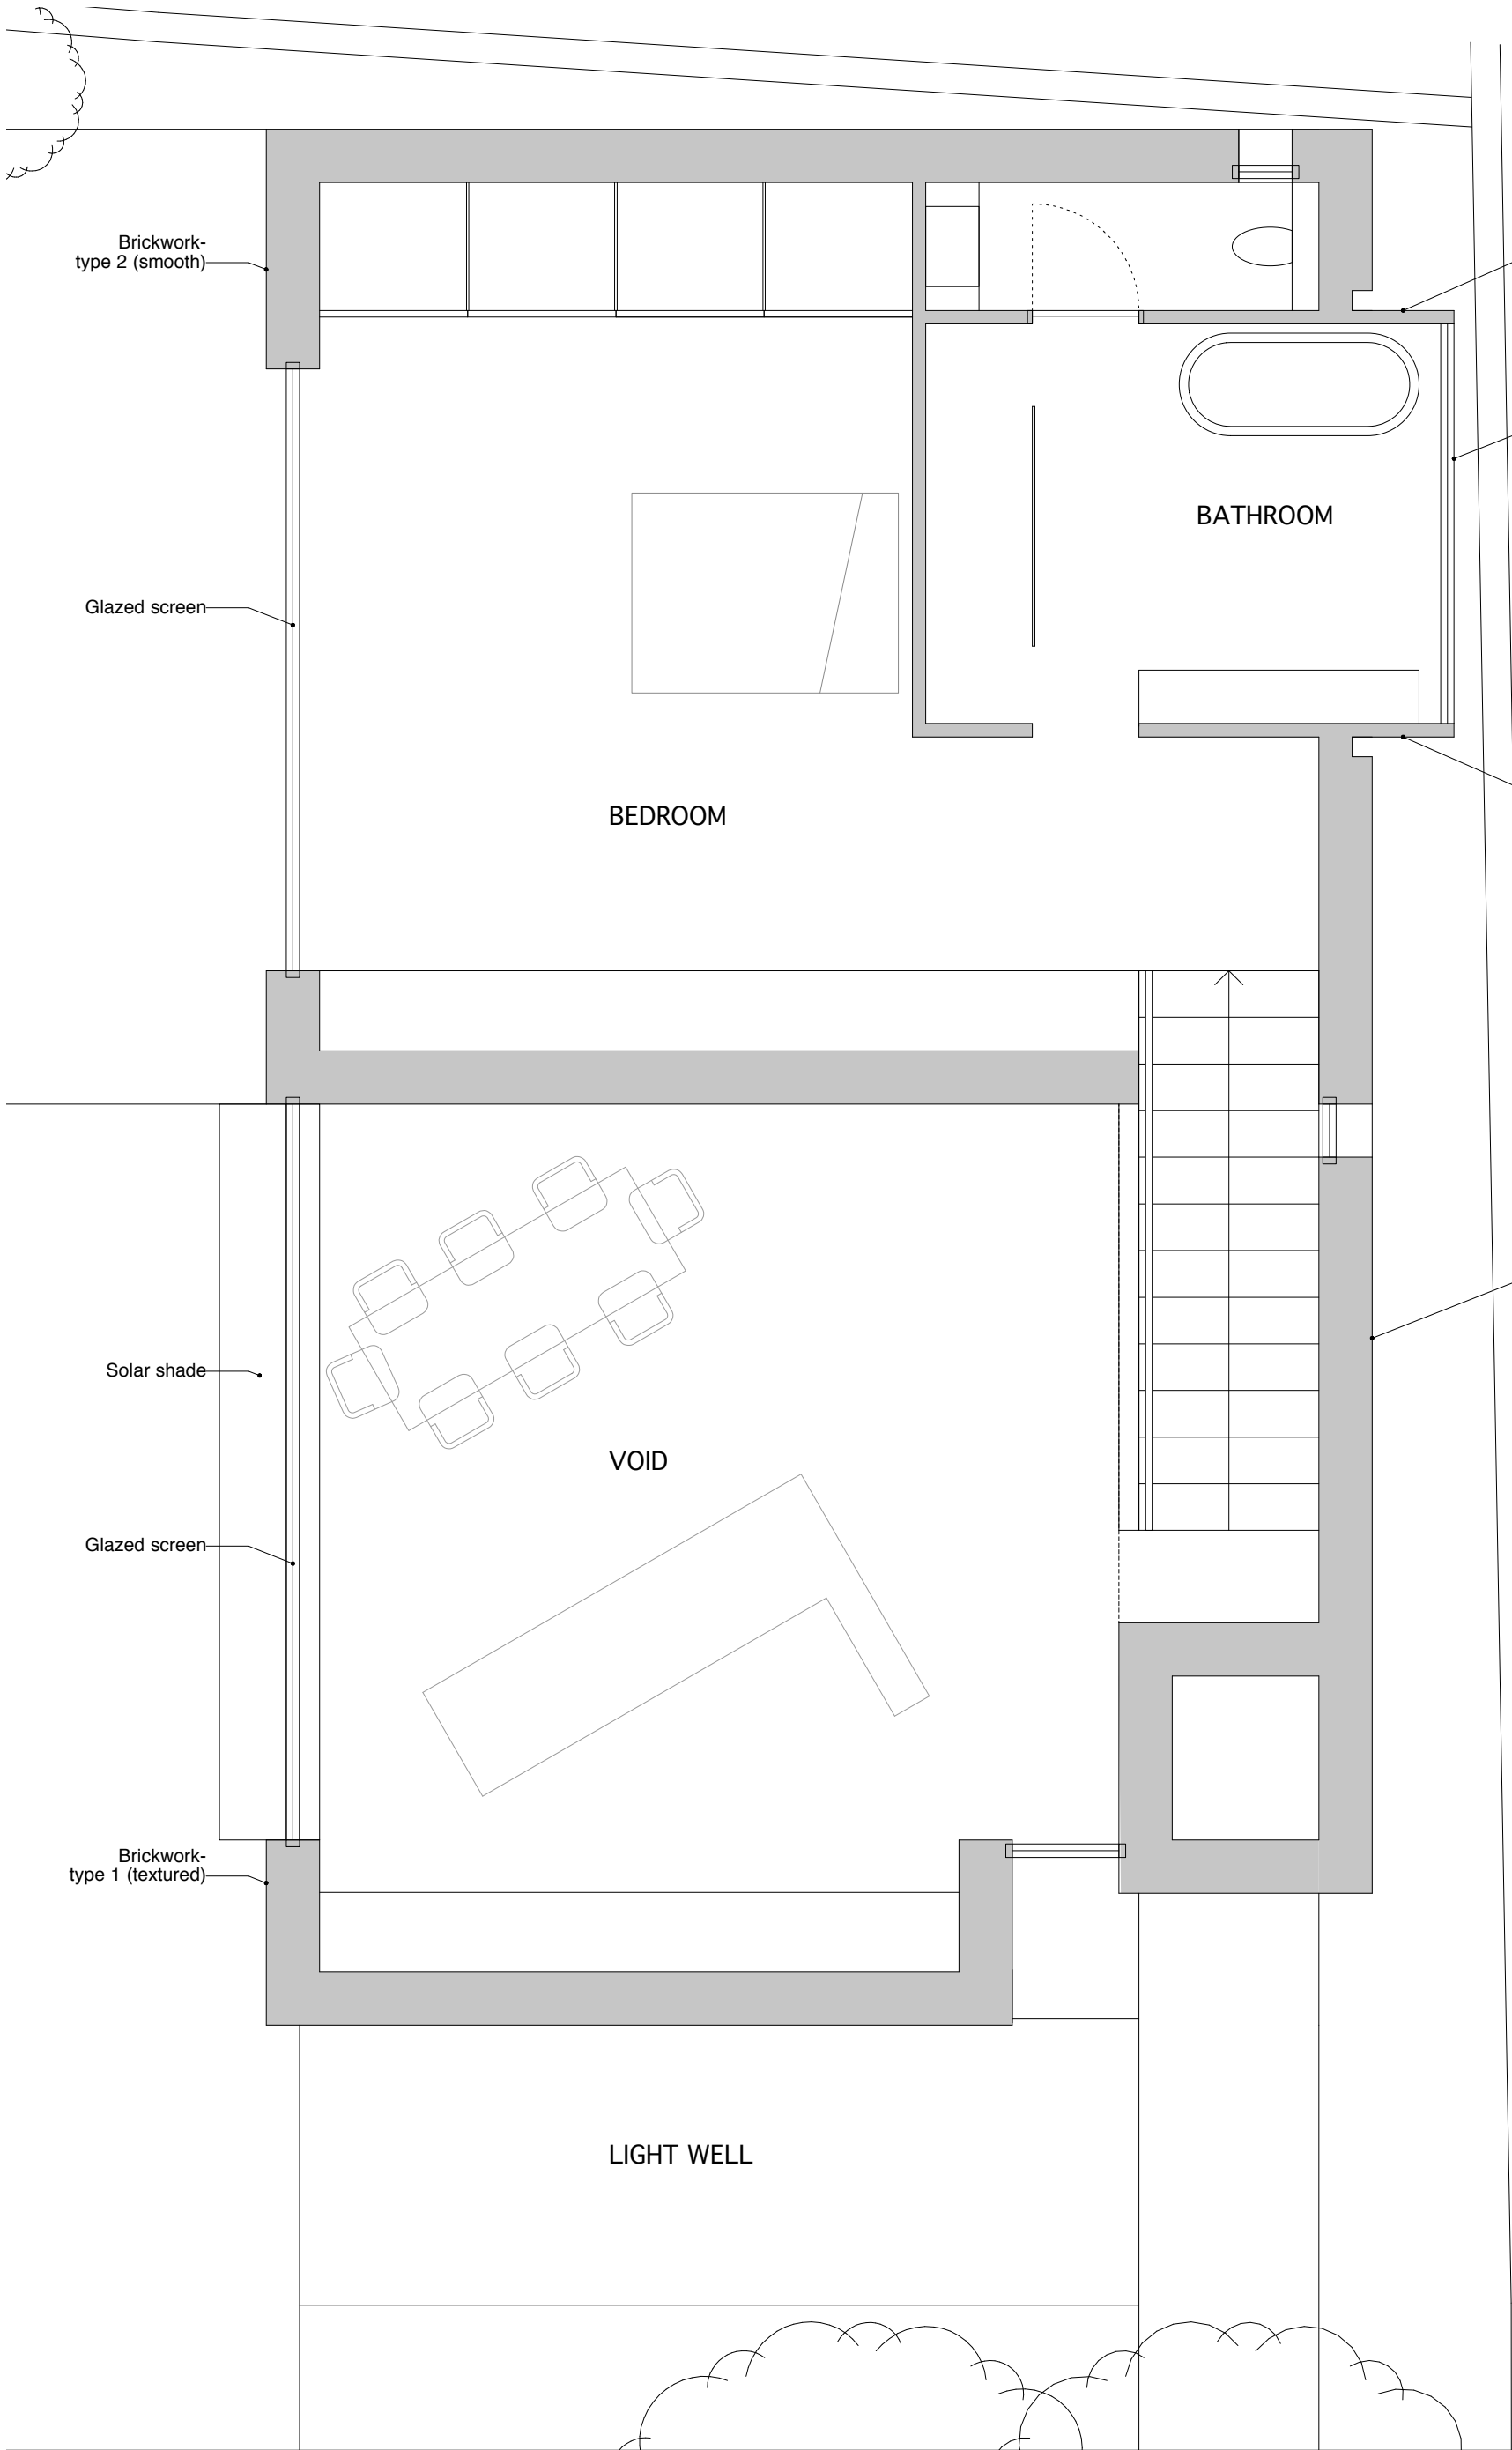 Brickwork-
type 2 (smooth)
BATHROOM
Glazed screen
BEDROOM
Solar shade
VOID
Glazed screen
Brickwork-
type 1 (textured)
LIGHT WELL